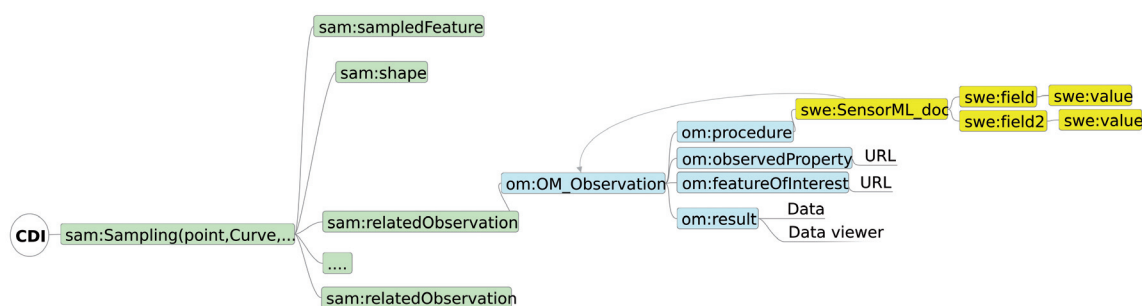 CDI
sam:Sampling(point,Curve,...
sam:sampledFeature
sam:shape
sam:relatedObservation
....
sam:relatedObservation
om:OM_Observation
om:procedure
om:observedProperty
URL
om:featureOfInterest
URL
om:result
Data
Data viewer
swe:SensorML_doc
swe:field
swe:value
swe:field2
swe:value